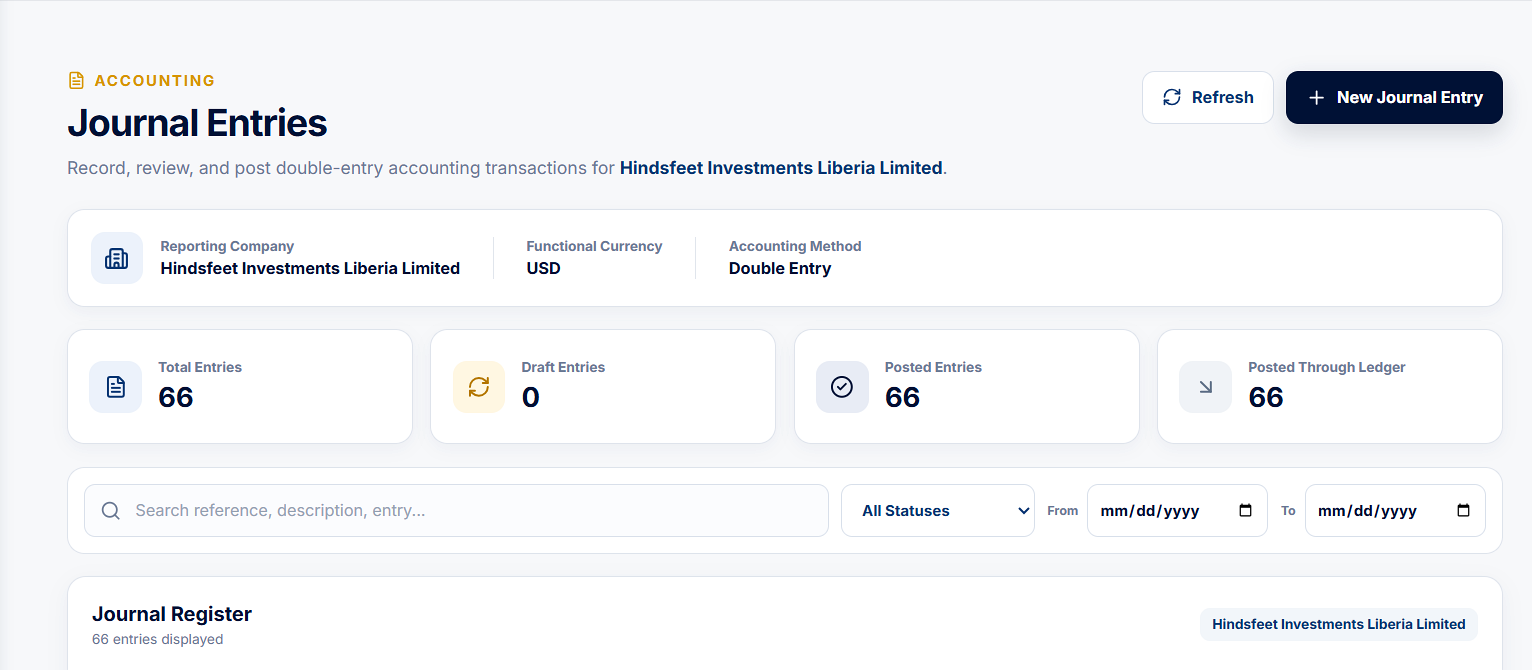 ACCOUNTING
Journal Entries
Record, review, and post double-entry accounting transactions for Hindsfeet Investments Liberia Limited.
Refresh
New Journal Entry
Reporting Company
Hindsfeet Investments Liberia Limited
Functional Currency
USD
Accounting Method
Double Entry
Total Entries
66
Draft Entries
0
Posted Entries
66
Posted Through Ledger
66
Search reference, description, entry...
All Statuses
From
mm/dd/yyyy
To
mm/dd/yyyy
Journal Register
66 entries displayed
Hindsfeet Investments Liberia Limited